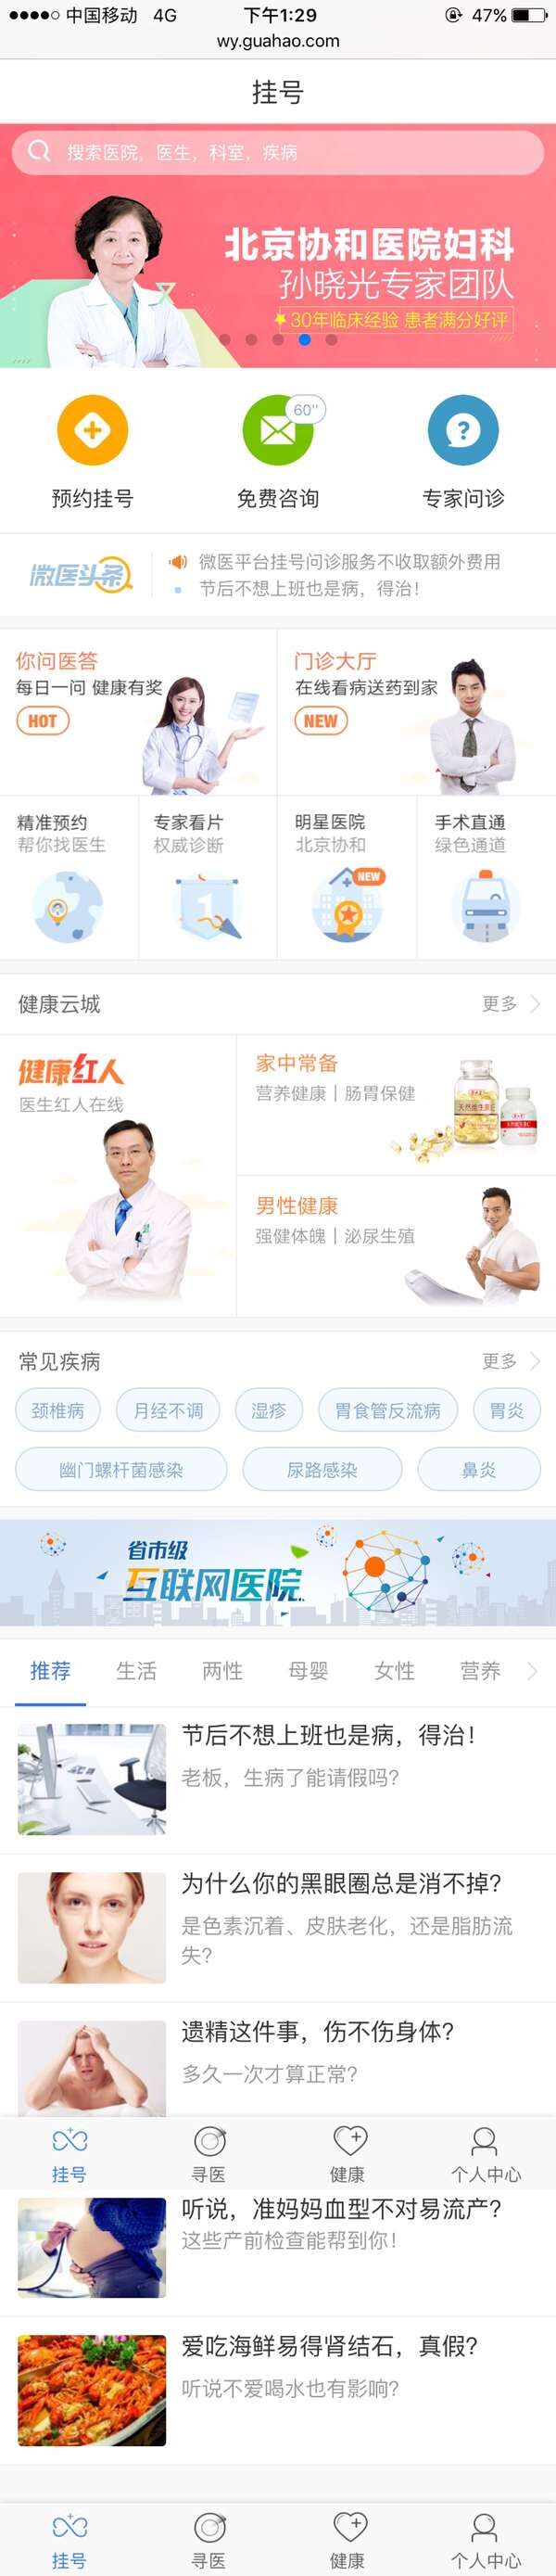 中国移动 4G 下午1:29 47%
wy.guahao.com
挂号
搜索医院，医生，科室，疾病
北京协和医院妇科
孙晓光专家团队
30年临床经验 患者满分好评
60''
预约挂号 免费咨询 专家问诊
微医头条
微医平台挂号问诊服务不收取额外费用
节后不想上班也是病，得治！
你问医答
每日一问 健康有奖
HOT
门诊大厅
在线看病送药到家
NEW
精准预约
帮你找医生
专家看片
权威诊断
1
明星医院
北京协和
NEW
手术直通
绿色通道
健康云城 更多
健康红人
医生红人在线
家中常备
营养健康｜肠胃保健
男性健康
强健体魄｜泌尿生殖
常见疾病 更多
颈椎病 月经不调 湿疹 胃食管反流病 胃炎
幽门螺杆菌感染 尿路感染 鼻炎
省市级
互联网医院
推荐 生活 两性 母婴 女性 营养
节后不想上班也是病，得治！
老板，生病了能请假吗？
为什么你的黑眼圈总是消不掉？
是色素沉着、皮肤老化，还是脂肪流
失？
遗精这件事，伤不伤身体？
多久一次才算正常？
挂号 寻医 健康 个人中心
听说，准妈妈血型不对易流产？
这些产前检查能帮到你！
爱吃海鲜易得肾结石，真假？
听说不爱喝水也有影响？
挂号 寻医 健康 个人中心